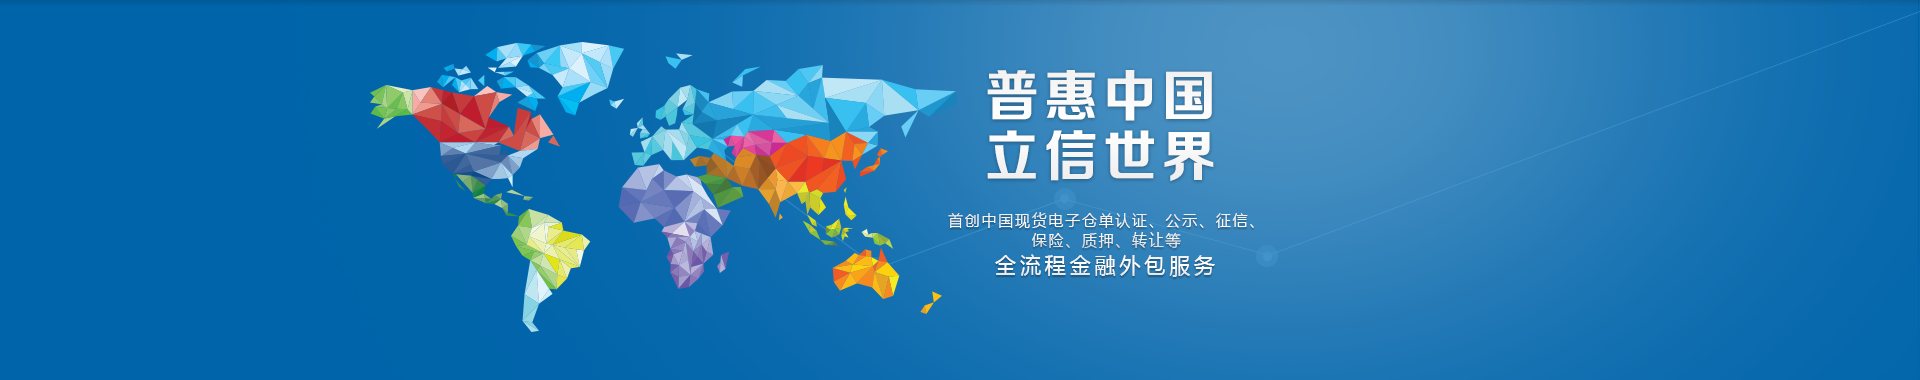 普惠中国
立信世界
首创中国现货电子仓单认证、公示、征信、
保险、质押、转让等
全流程金融外包服务